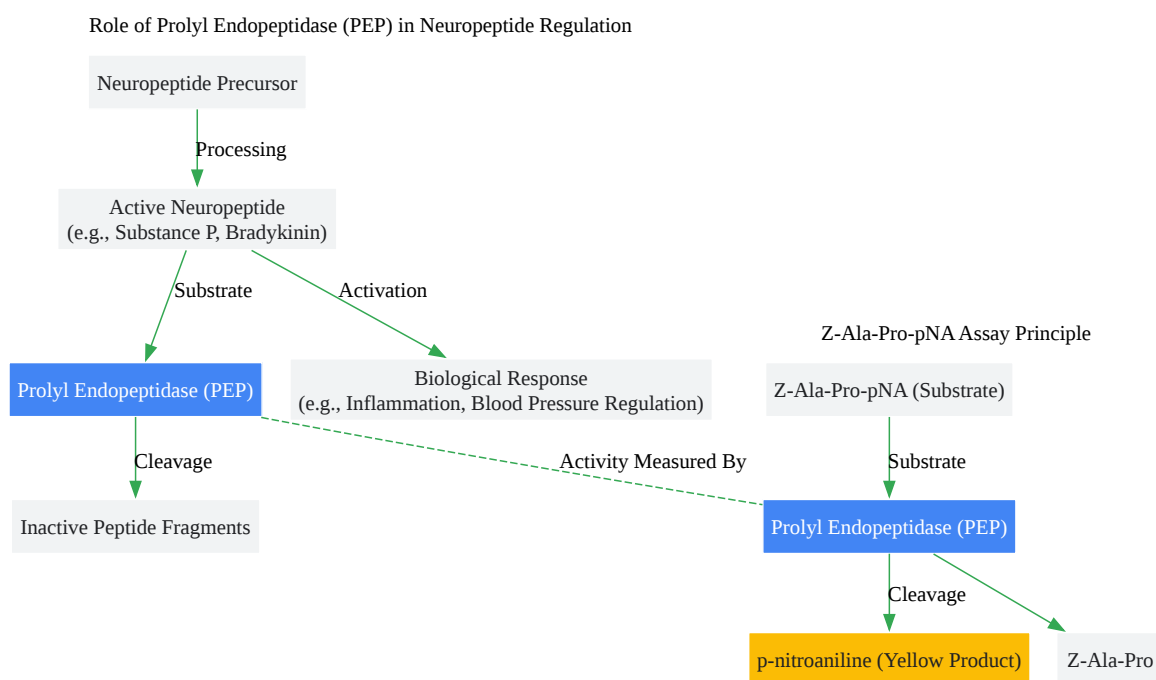 Role of Prolyl Endopeptidase (PEP) in Neuropeptide Regulation
Neuropeptide Precursor
Processing
Active Neuropeptide
(e.g., Substance P, Bradykinin)
Substrate
Activation
Prolyl Endopeptidase (PEP)
Biological Response
(e.g., Inflammation, Blood Pressure Regulation)
Cleavage
Activity Measured By
Inactive Peptide Fragments
Z-Ala-Pro-pNA Assay Principle
Z-Ala-Pro-pNA (Substrate)
Substrate
Prolyl Endopeptidase (PEP)
Cleavage
p-nitroaniline (Yellow Product)
Z-Ala-Pro